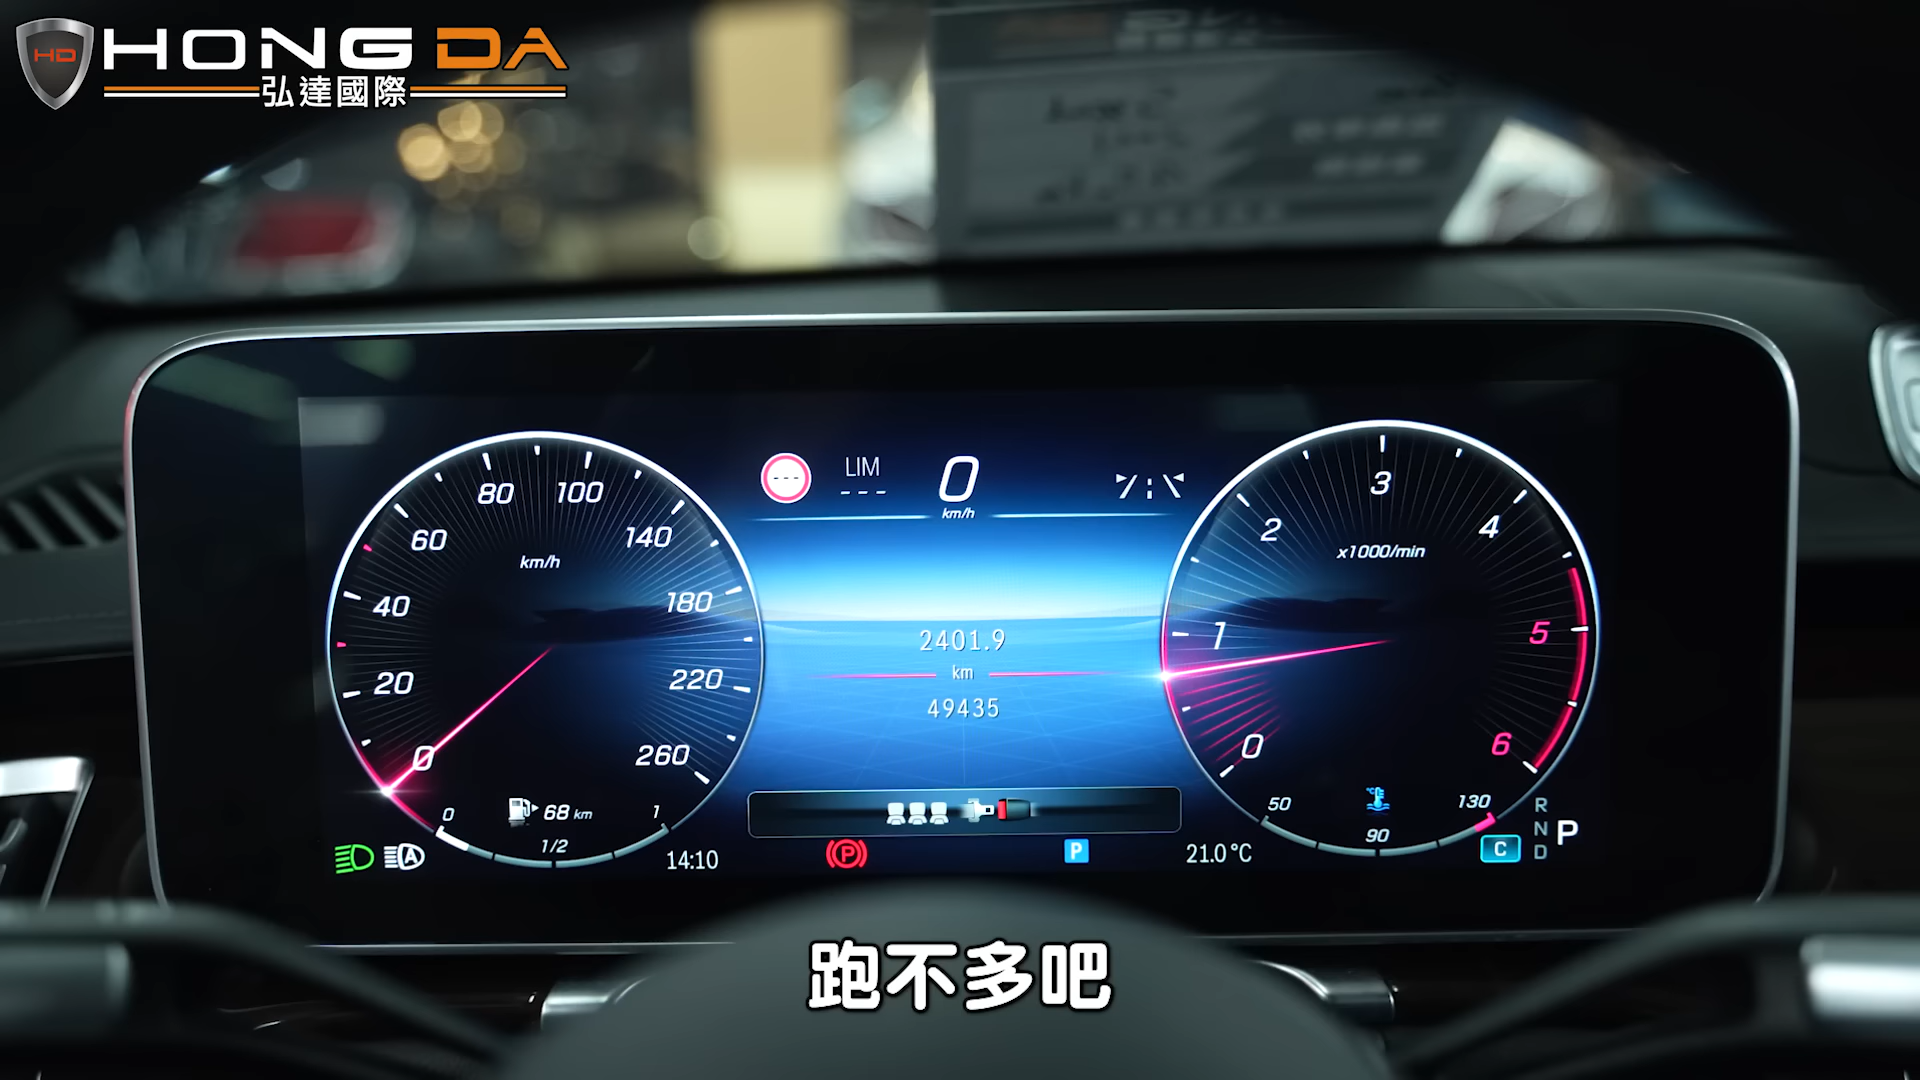 HD HONG DA
弘達國際
LIM
---
---
0
km/h
0
20
40
60
80
100
140
180
220
260
km/h
68 km
0
1/2
1
2401.9
km
49435
0
1
2
3
4
5
6
x1000/min
50
90
130
°C
R
N
D
P
C
A
14:10
P
P
21.0 °C
跑不多吧